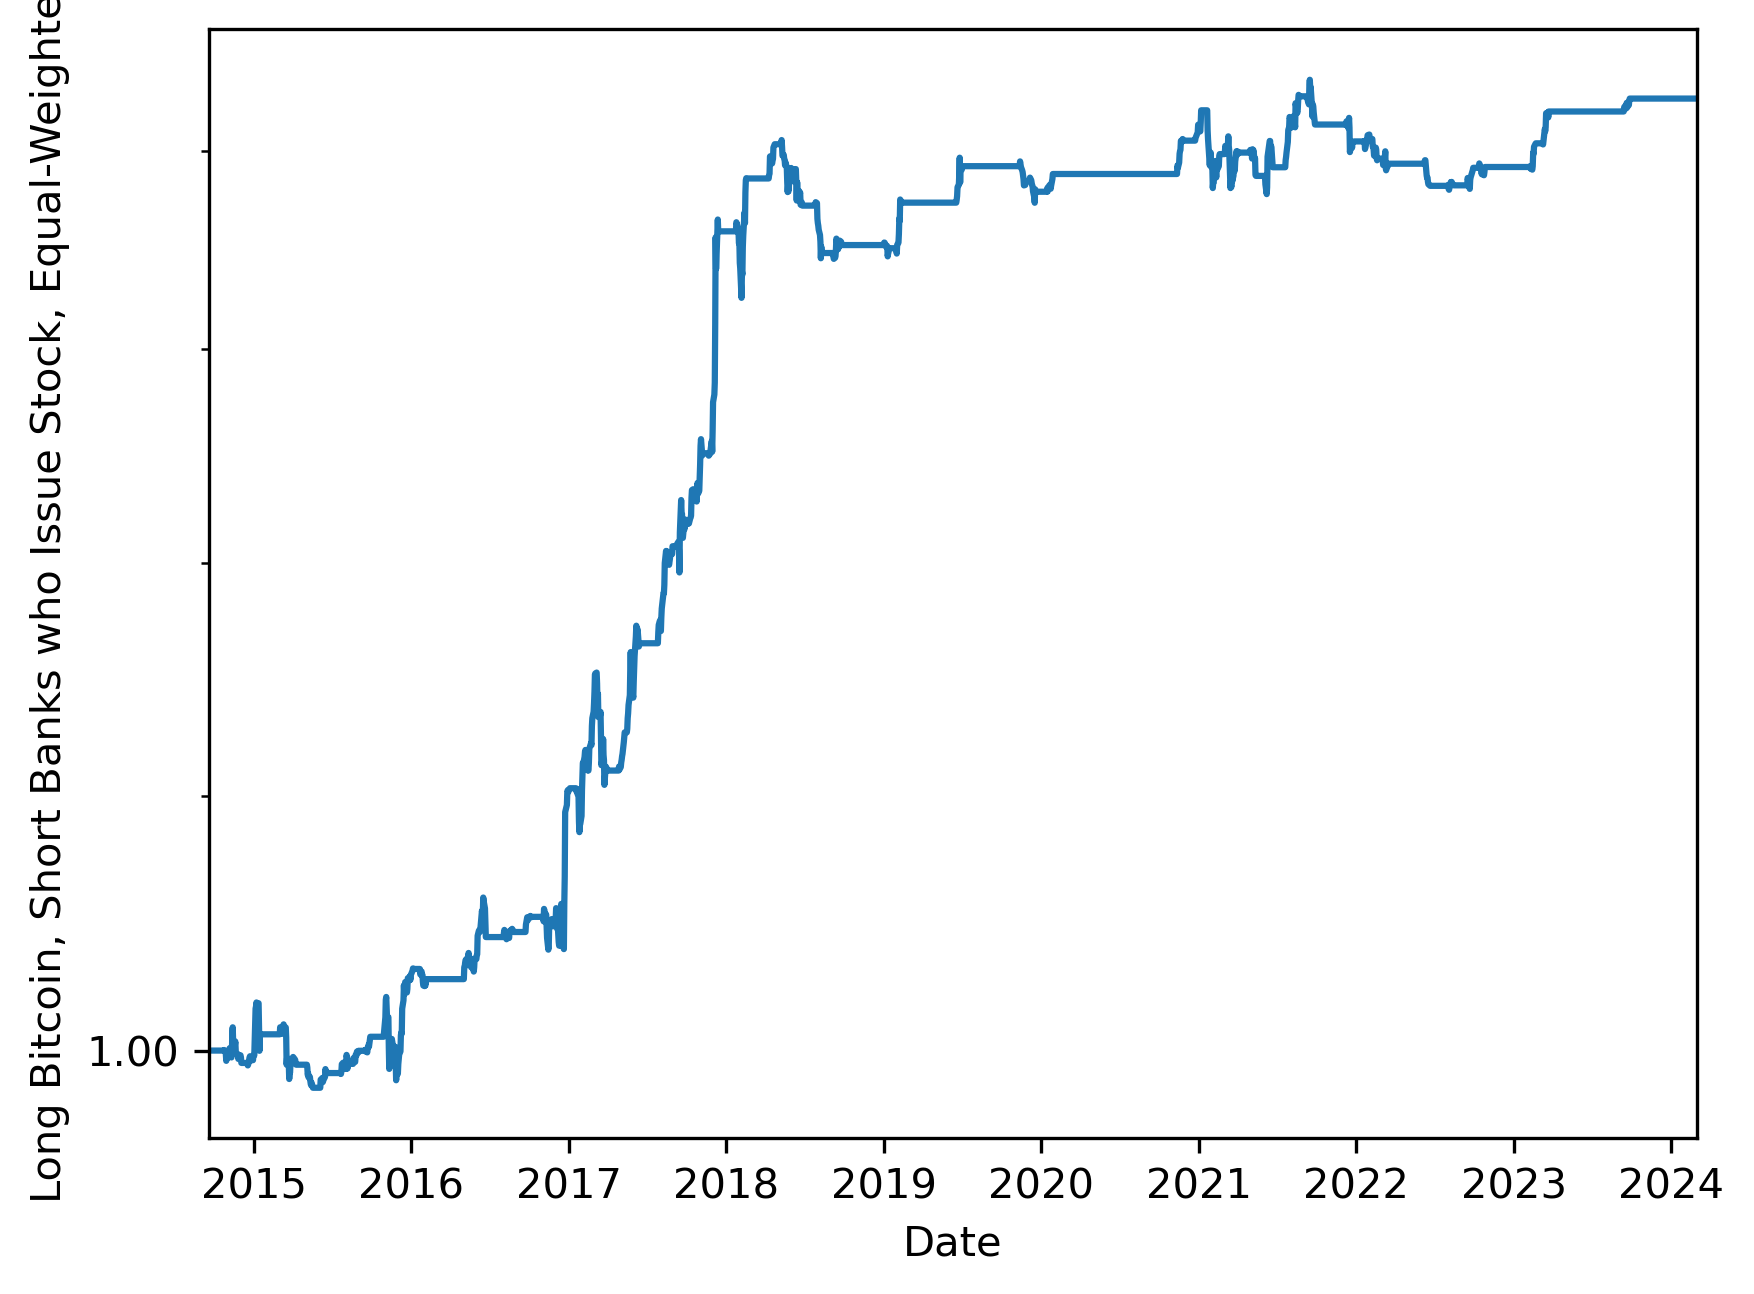 Long Bitcoin, Short Banks who Issue Stock, Equal-Weighte
1.00
2015 2016 2017 2018 2019 2020 2021 2022 2023 2024
Date